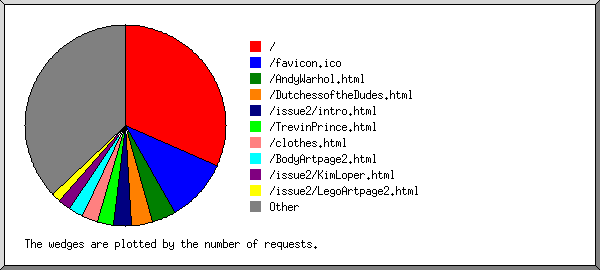 /
/favicon.ico
/AndyWarhol.html
/DutchessoftheDudes.html
/issue2/intro.html
/TrevinPrince.html
/clothes.html
/BodyArtpage2.html
/issue2/KimLoper.html
/issue2/LegoArtpage2.html
Other
The wedges are plotted by the number of requests.